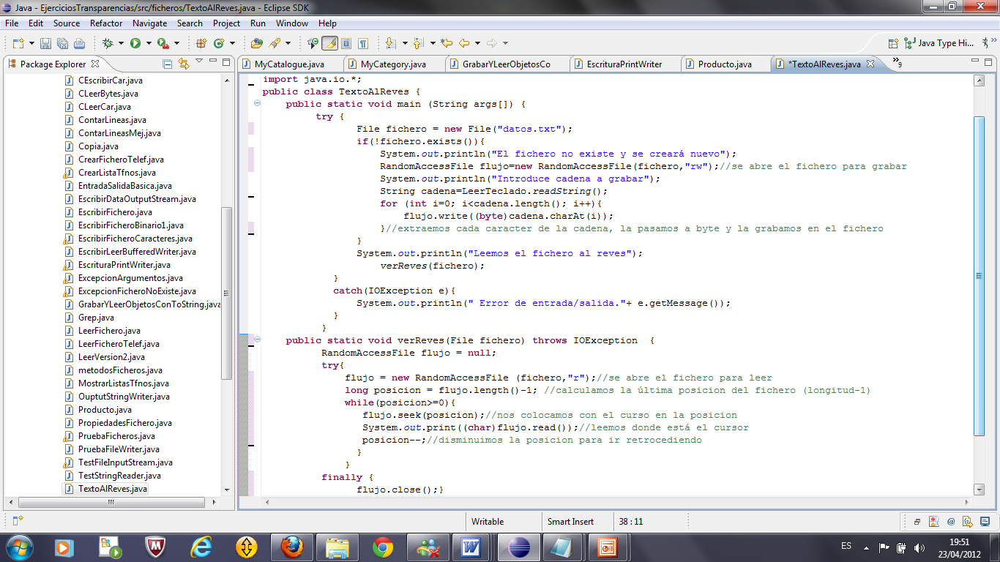 Java - EjerciciosTransparencias/src/ficheros/TextoAlReves.java - Eclipse SDK
File Edit Source Refactor Navigate Search Project Run Window Help
Java Type Hi...
Package Explorer
MyCatalogue.java MyCategory.java GrabarYLeerObjetosCo EscrituraPrintWriter Producto.java *TextoAlReves.java 9
CEscribirCar.java
CLeerBytes.java
CLeerCar.java
ContarLineas.java
ContarLineasMej.java
Copia.java
CrearFicheroTelef.java
CrearListaTfnos.java
EntradaSalidaBasica.java
EscribirDataOutputStream.java
EscribirFichero.java
EscribirFicheroBinario1.java
EscribirFicheroCaracteres.java
EscribirLeerBufferedWriter.java
EscrituraPrintWriter.java
ExcepcionArgumentos.java
ExcepcionFicheroNoExiste.java
GrabarYLeerObjetosConToString.java
Grep.java
LeerFichero.java
LeerFicheroTelef.java
LeerVersion2.java
metodosFicheros.java
MostrarListasTfnos.java
OuptutStringWriter.java
Producto.java
PropiedadesFichero.java
PruebaFicheros.java
PruebaFileWriter.java
TestFileInputStream.java
TestStringReader.java
TextoAlReves.java
import java.io.*;
public class TextoAlReves {
public static void main (String args[]) {
try {
File fichero = new File("datos.txt");
if(!fichero.exists()){
System.out.println("El fichero no existe y se creará nuevo");
RandomAccessFile flujo=new RandomAccessFile(fichero,"rw");//se abre el fichero para grabar
System.out.println("Introduce cadena a grabar");
String cadena=LeerTeclado.readString();
for (int i=0; i<cadena.length(); i++){
flujo.write((byte)cadena.charAt(i));
}//extraemos cada caracter de la cadena, la pasamos a byte y la grabamos en el fichero
}
System.out.println("Leemos el fichero al reves");
verReves(fichero);
}
catch(IOException e){
System.out.println(" Error de entrada/salida."+ e.getMessage());
}
}
public static void verReves(File fichero) throws IOException {
RandomAccessFile flujo = null;
try{
flujo = new RandomAccessFile (fichero,"r");//se abre el fichero para leer
long posicion = flujo.length()-1; //calculamos la última posicion del fichero (longitud-1)
while(posicion>=0){
flujo.seek(posicion);//nos colocamos con el curso en la posicion
System.out.print((char)flujo.read());//leemos donde está el cursor
posicion--;//disminuimos la posicion para ir retrocediendo
}
}
finally {
flujo.close();}
Writable Smart Insert 38 : 11
ES
19:51
23/04/2012